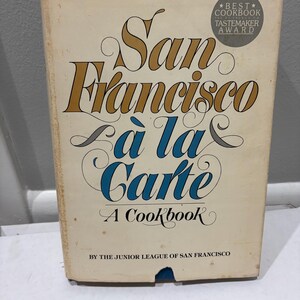 BEST
COOKBOOK
TASTEMAKER
AWARD
San
Francisco
à la
Carte
A Cookbook
BY THE JUNIOR LEAGUE OF SAN FRANCISCO